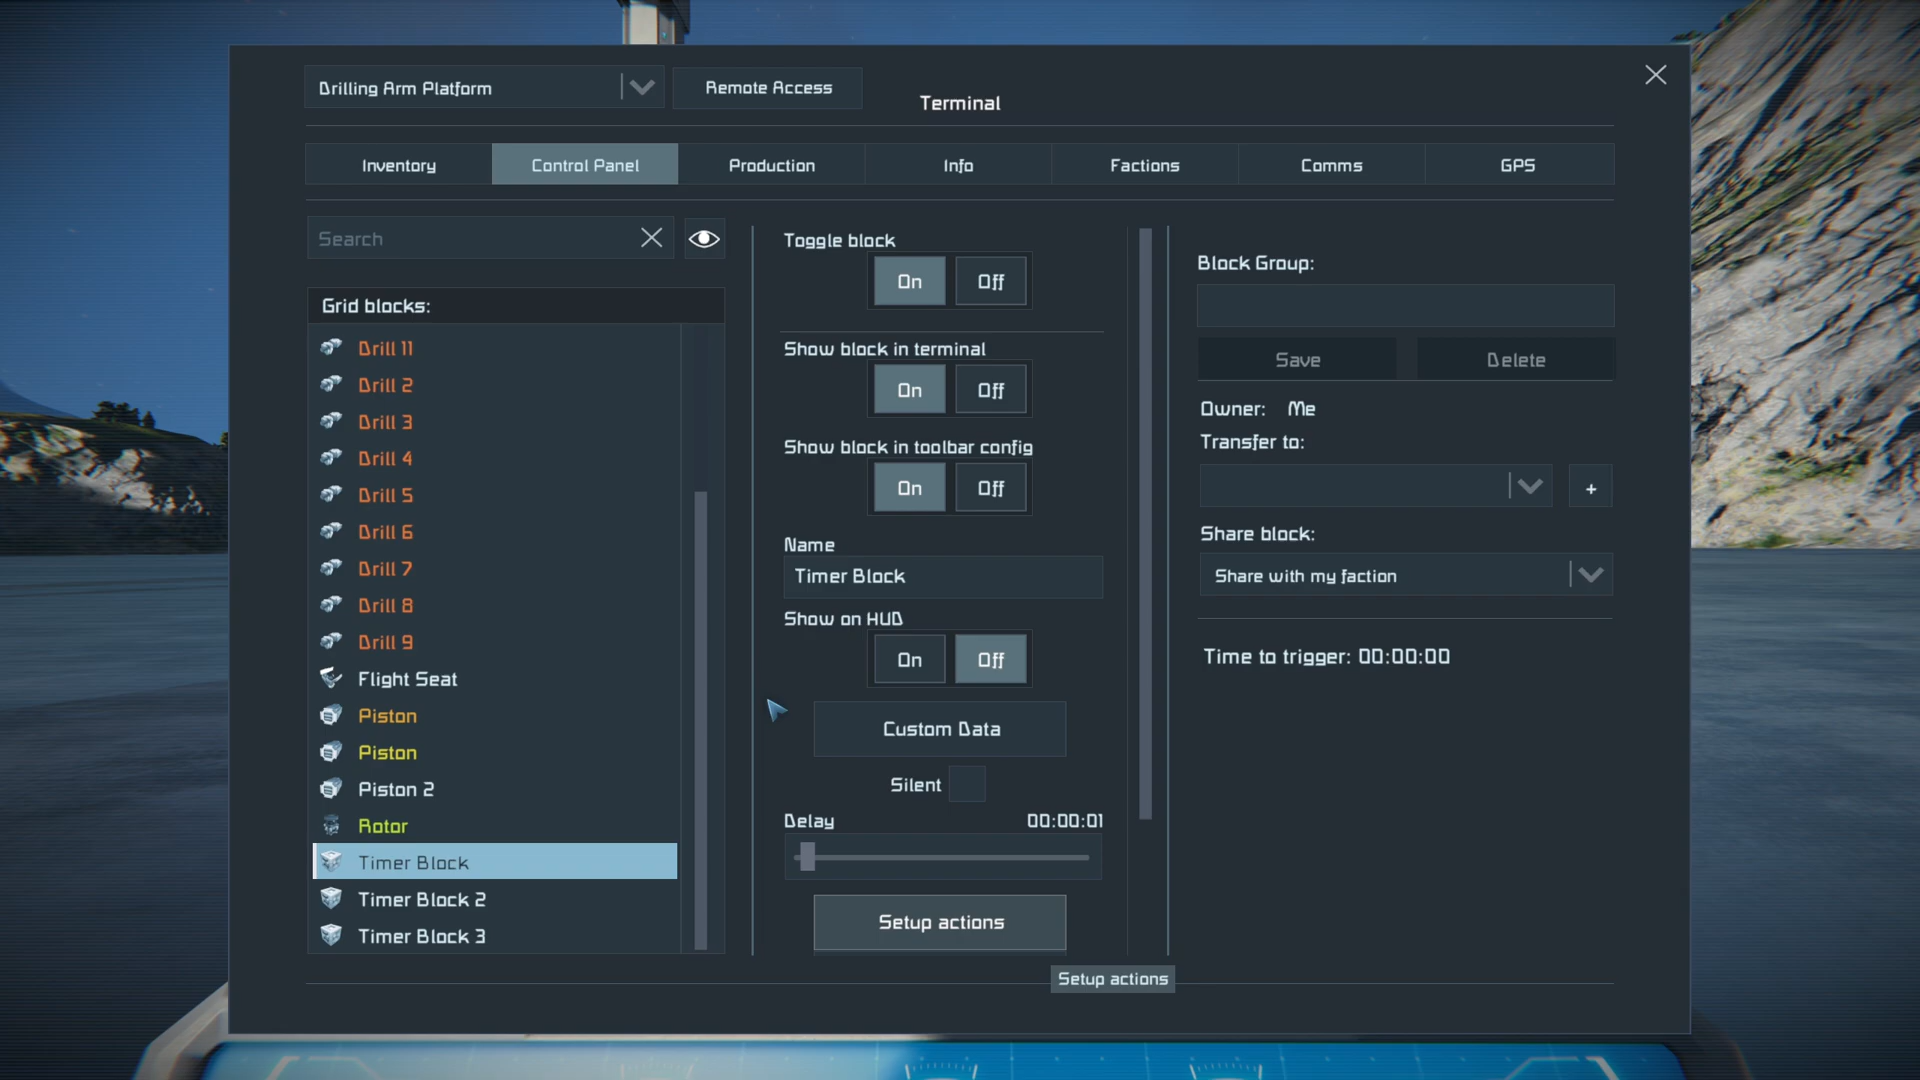 Drilling Arm Platform
Remote Access
Terminal
Inventory
Control Panel
Production
Info
Factions
Comms
GPS
Search
Grid blocks:
Drill 11
Drill 2
Drill 3
Drill 4
Drill 5
Drill 6
Drill 7
Drill 8
Drill 9
Flight Seat
Piston
Piston
Piston 2
Rotor
Timer Block
Timer Block 2
Timer Block 3
Toggle block
On
Off
Show block in terminal
On
Off
Show block in toolbar config
On
Off
Name
Timer Block
Show on HUD
On
Off
Custom Data
Silent
Delay
00:00:01
Setup actions
Setup actions
Block Group:
Save
Delete
Owner: Me
Transfer to:
+
Share block:
Share with my faction
Time to trigger: 00:00:00